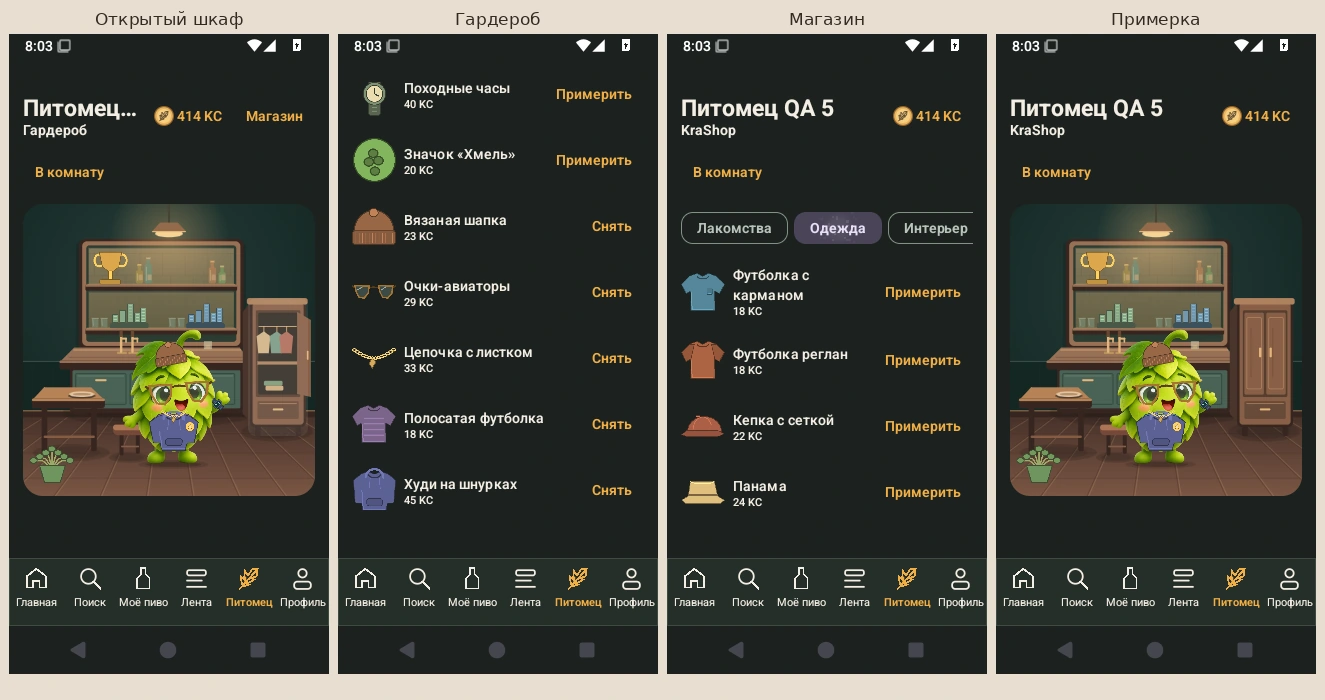 Открытый шкаф
8:03
Питомец...
Гардероб
414 КС
Магазин
В комнату
Главная
Поиск
Моё пиво
Лента
Питомец
Профиль
Гардероб
8:03
Походные часы
40 КС
Примерить
Значок «Хмель»
20 КС
Примерить
Вязаная шапка
23 КС
Снять
Очки-авиаторы
29 КС
Снять
Цепочка с листком
33 КС
Снять
Полосатая футболка
18 КС
Снять
Худи на шнурках
45 КС
Снять
Главная
Поиск
Моё пиво
Лента
Питомец
Профиль
Магазин
8:03
Питомец QA 5
KraShop
414 КС
В комнату
Лакомства
Одежда
Интерьер
Футболка с
карманом
18 КС
Примерить
Футболка реглан
18 КС
Примерить
Кепка с сеткой
22 КС
Примерить
Панама
24 КС
Примерить
Главная
Поиск
Моё пиво
Лента
Питомец
Профиль
Примерка
8:03
Питомец QA 5
KraShop
414 КС
В комнату
Главная
Поиск
Моё пиво
Лента
Питомец
Профиль